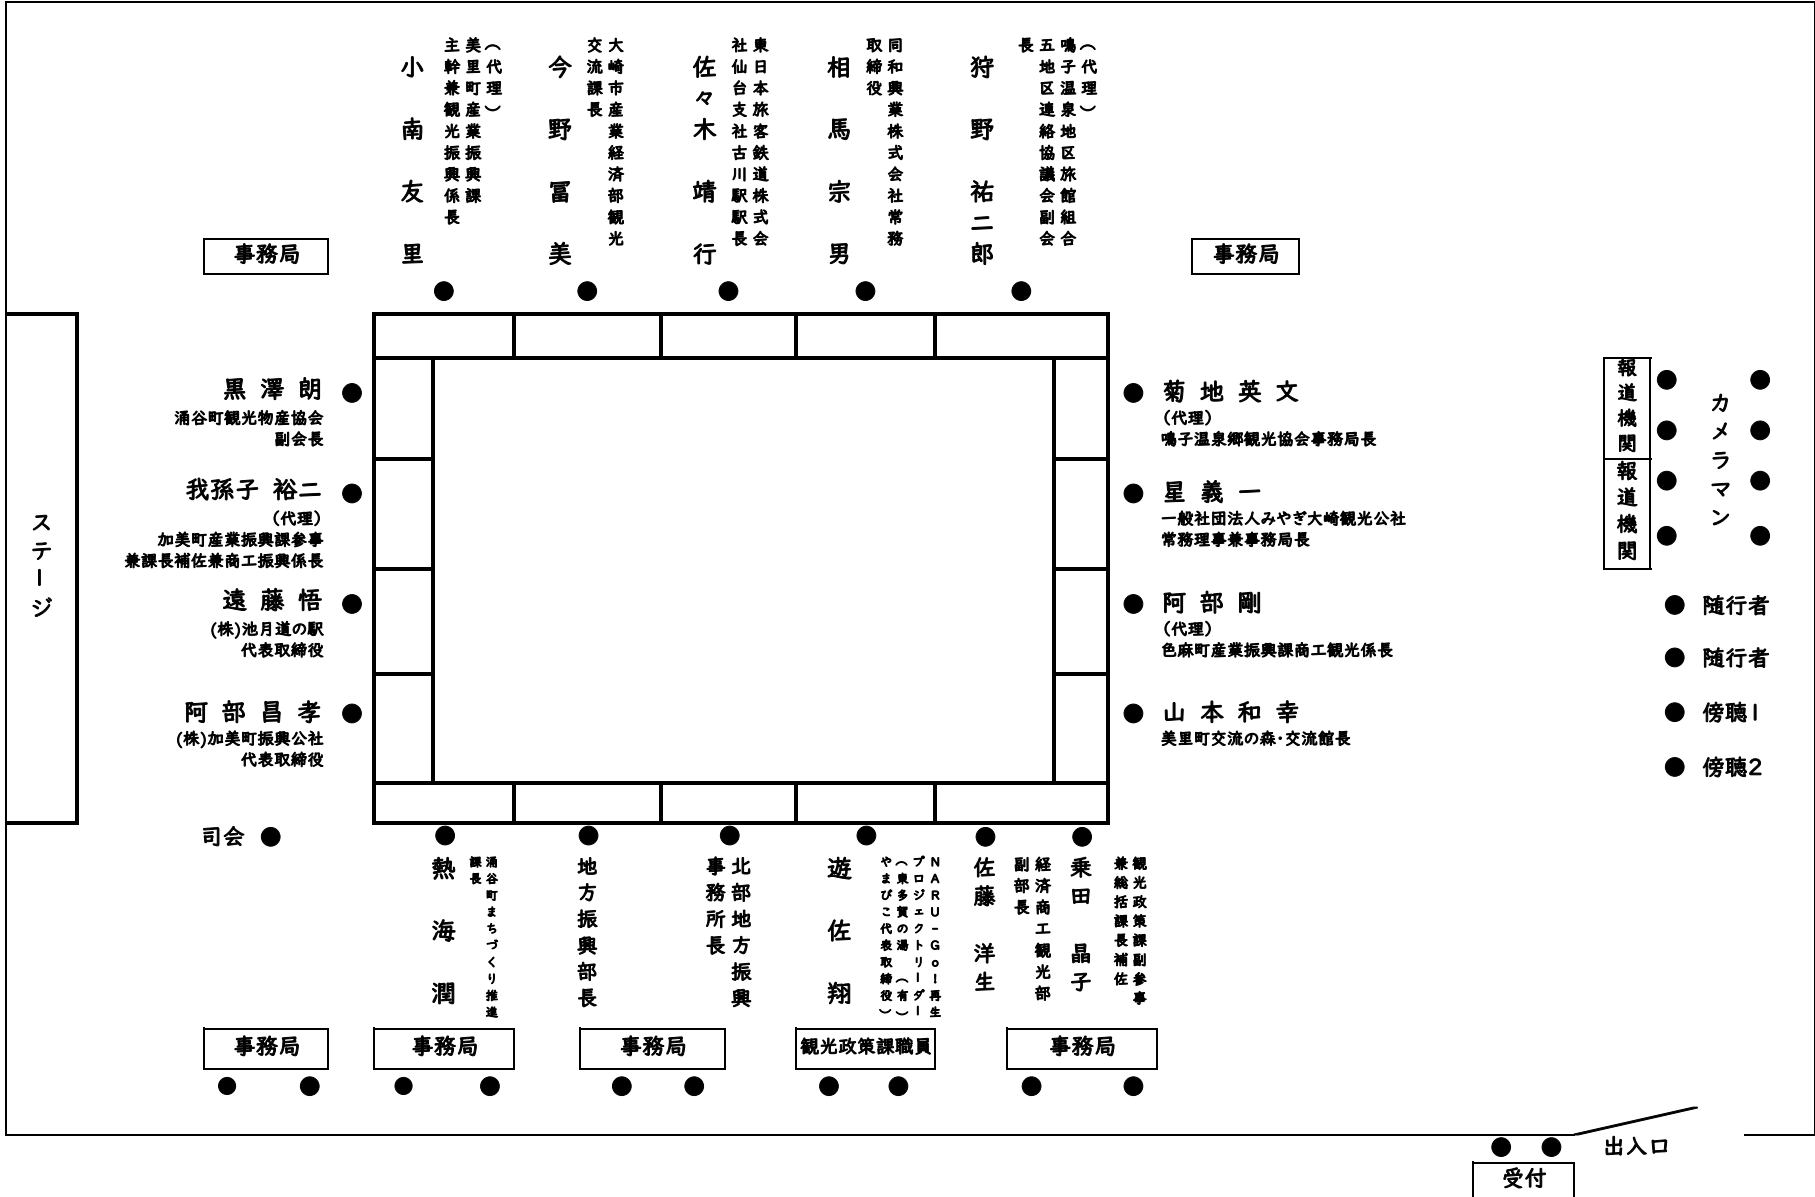 (代理)
美里町産業振興課
主幹兼観光振興係長
小南友里
大崎市産業経済部観光
交流課長
今野冨美
東日本旅客鉄道株式会
社仙台支社古川駅駅長
佐々木靖行
同和興業株式会社常務
取締役
相馬宗男
(代理)
鳴子温泉地区旅館組合
五地区連絡協議会副会
長
狩野祐二郎
事務局
事務局
ステージ
黒澤朗
涌谷町観光物産協会
副会長
我孫子 裕二
(代理)
加美町産業振興課参事
兼課長補佐兼商工振興係長
遠藤悟
(株)池月道の駅
代表取締役
阿部昌孝
(株)加美町振興公社
代表取締役
司会
菊地英文
(代理)
鳴子温泉郷観光協会事務局長
星義一
一般社団法人みやぎ大崎観光公社
常務理事兼事務局長
阿部剛
(代理)
色麻町産業振興課商工観光係長
山本和幸
美里町交流の森・交流館長
報道機関
報道機関
カメラマン
随行者
随行者
傍聴1
傍聴2
涌谷町まちづくり推進
課長
熱海潤
地方振興部長
北部地方振興
事務所長
NARU-Go!再生
プロジェクトリーダー
(東多賀の湯 (有)
やまびこ代表取締役)
遊佐翔
経済商工観光部
副部長
佐藤 洋生
観光政策課副参事
兼総括課長補佐
乗田 晶子
事務局
事務局
事務局
観光政策課職員
事務局
出入口
受付